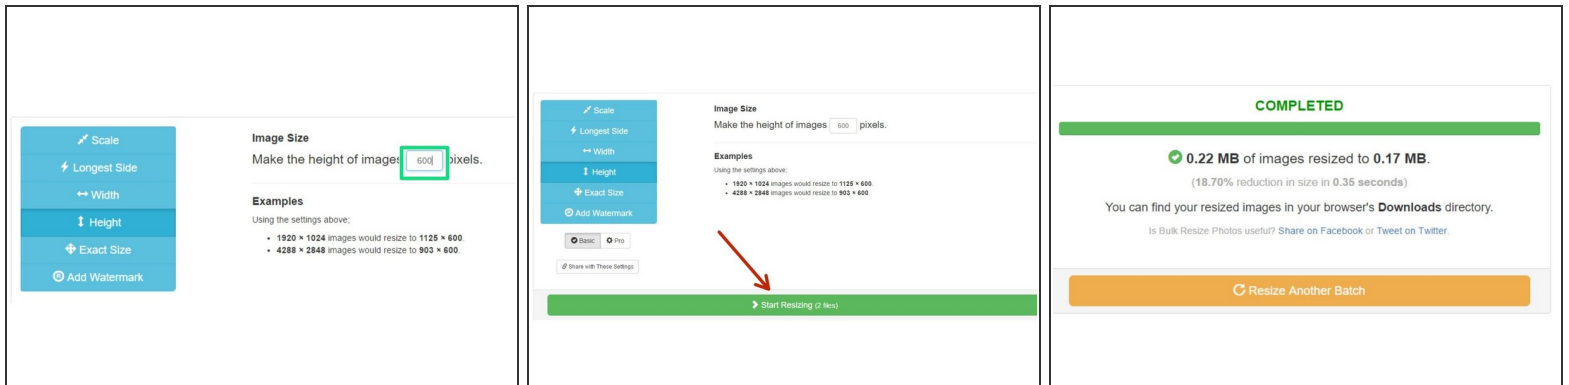 Scale
Longest Side
Width
Height
Exact Size
Add Watermark
Image Size
Make the height of images 600 pixels.
Examples
Using the settings above;
1920 × 1024 images would resize to 1125 × 600.
4288 × 2848 images would resize to 903 × 600.
Scale
Longest Side
Width
Height
Exact Size
Add Watermark
Basic Pro
Share with These Settings
Image Size
Make the height of images 600 pixels.
Examples
Using the settings above;
1920 × 1024 images would resize to 1125 × 600.
4288 × 2848 images would resize to 903 × 600.
Start Resizing (2 files)
COMPLETED
0.22 MB of images resized to 0.17 MB.
(18.70% reduction in size in 0.35 seconds)
You can find your resized images in your browser's Downloads directory.
Is Bulk Resize Photos useful? Share on Facebook or Tweet on Twitter.
Resize Another Batch